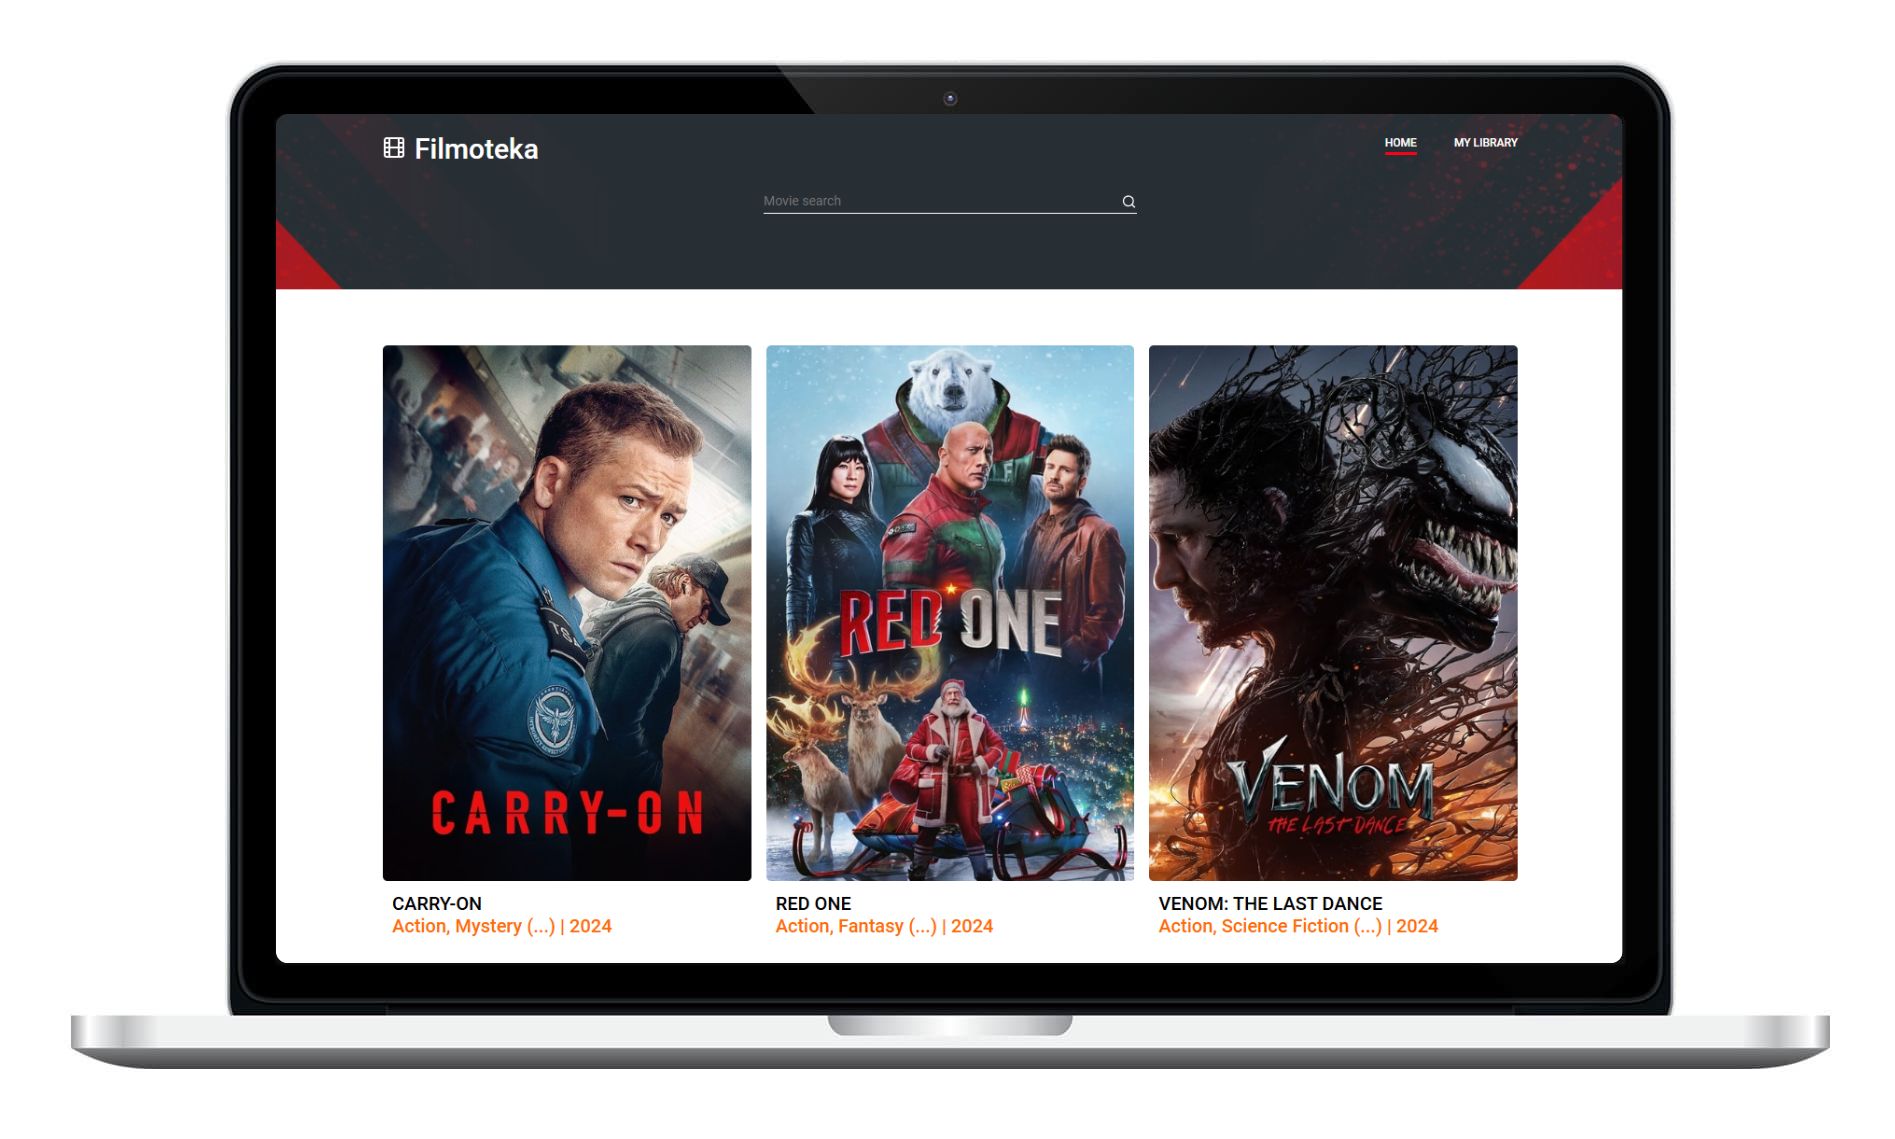 Filmoteka
HOME
MY LIBRARY
Movie search
TS
RED ONE
CARRY-ON
VENOM
THE LAST DANCE
CARRY-ON
Action, Mystery (...) | 2024
RED ONE
Action, Fantasy (...) | 2024
VENOM: THE LAST DANCE
Action, Science Fiction (...) | 2024